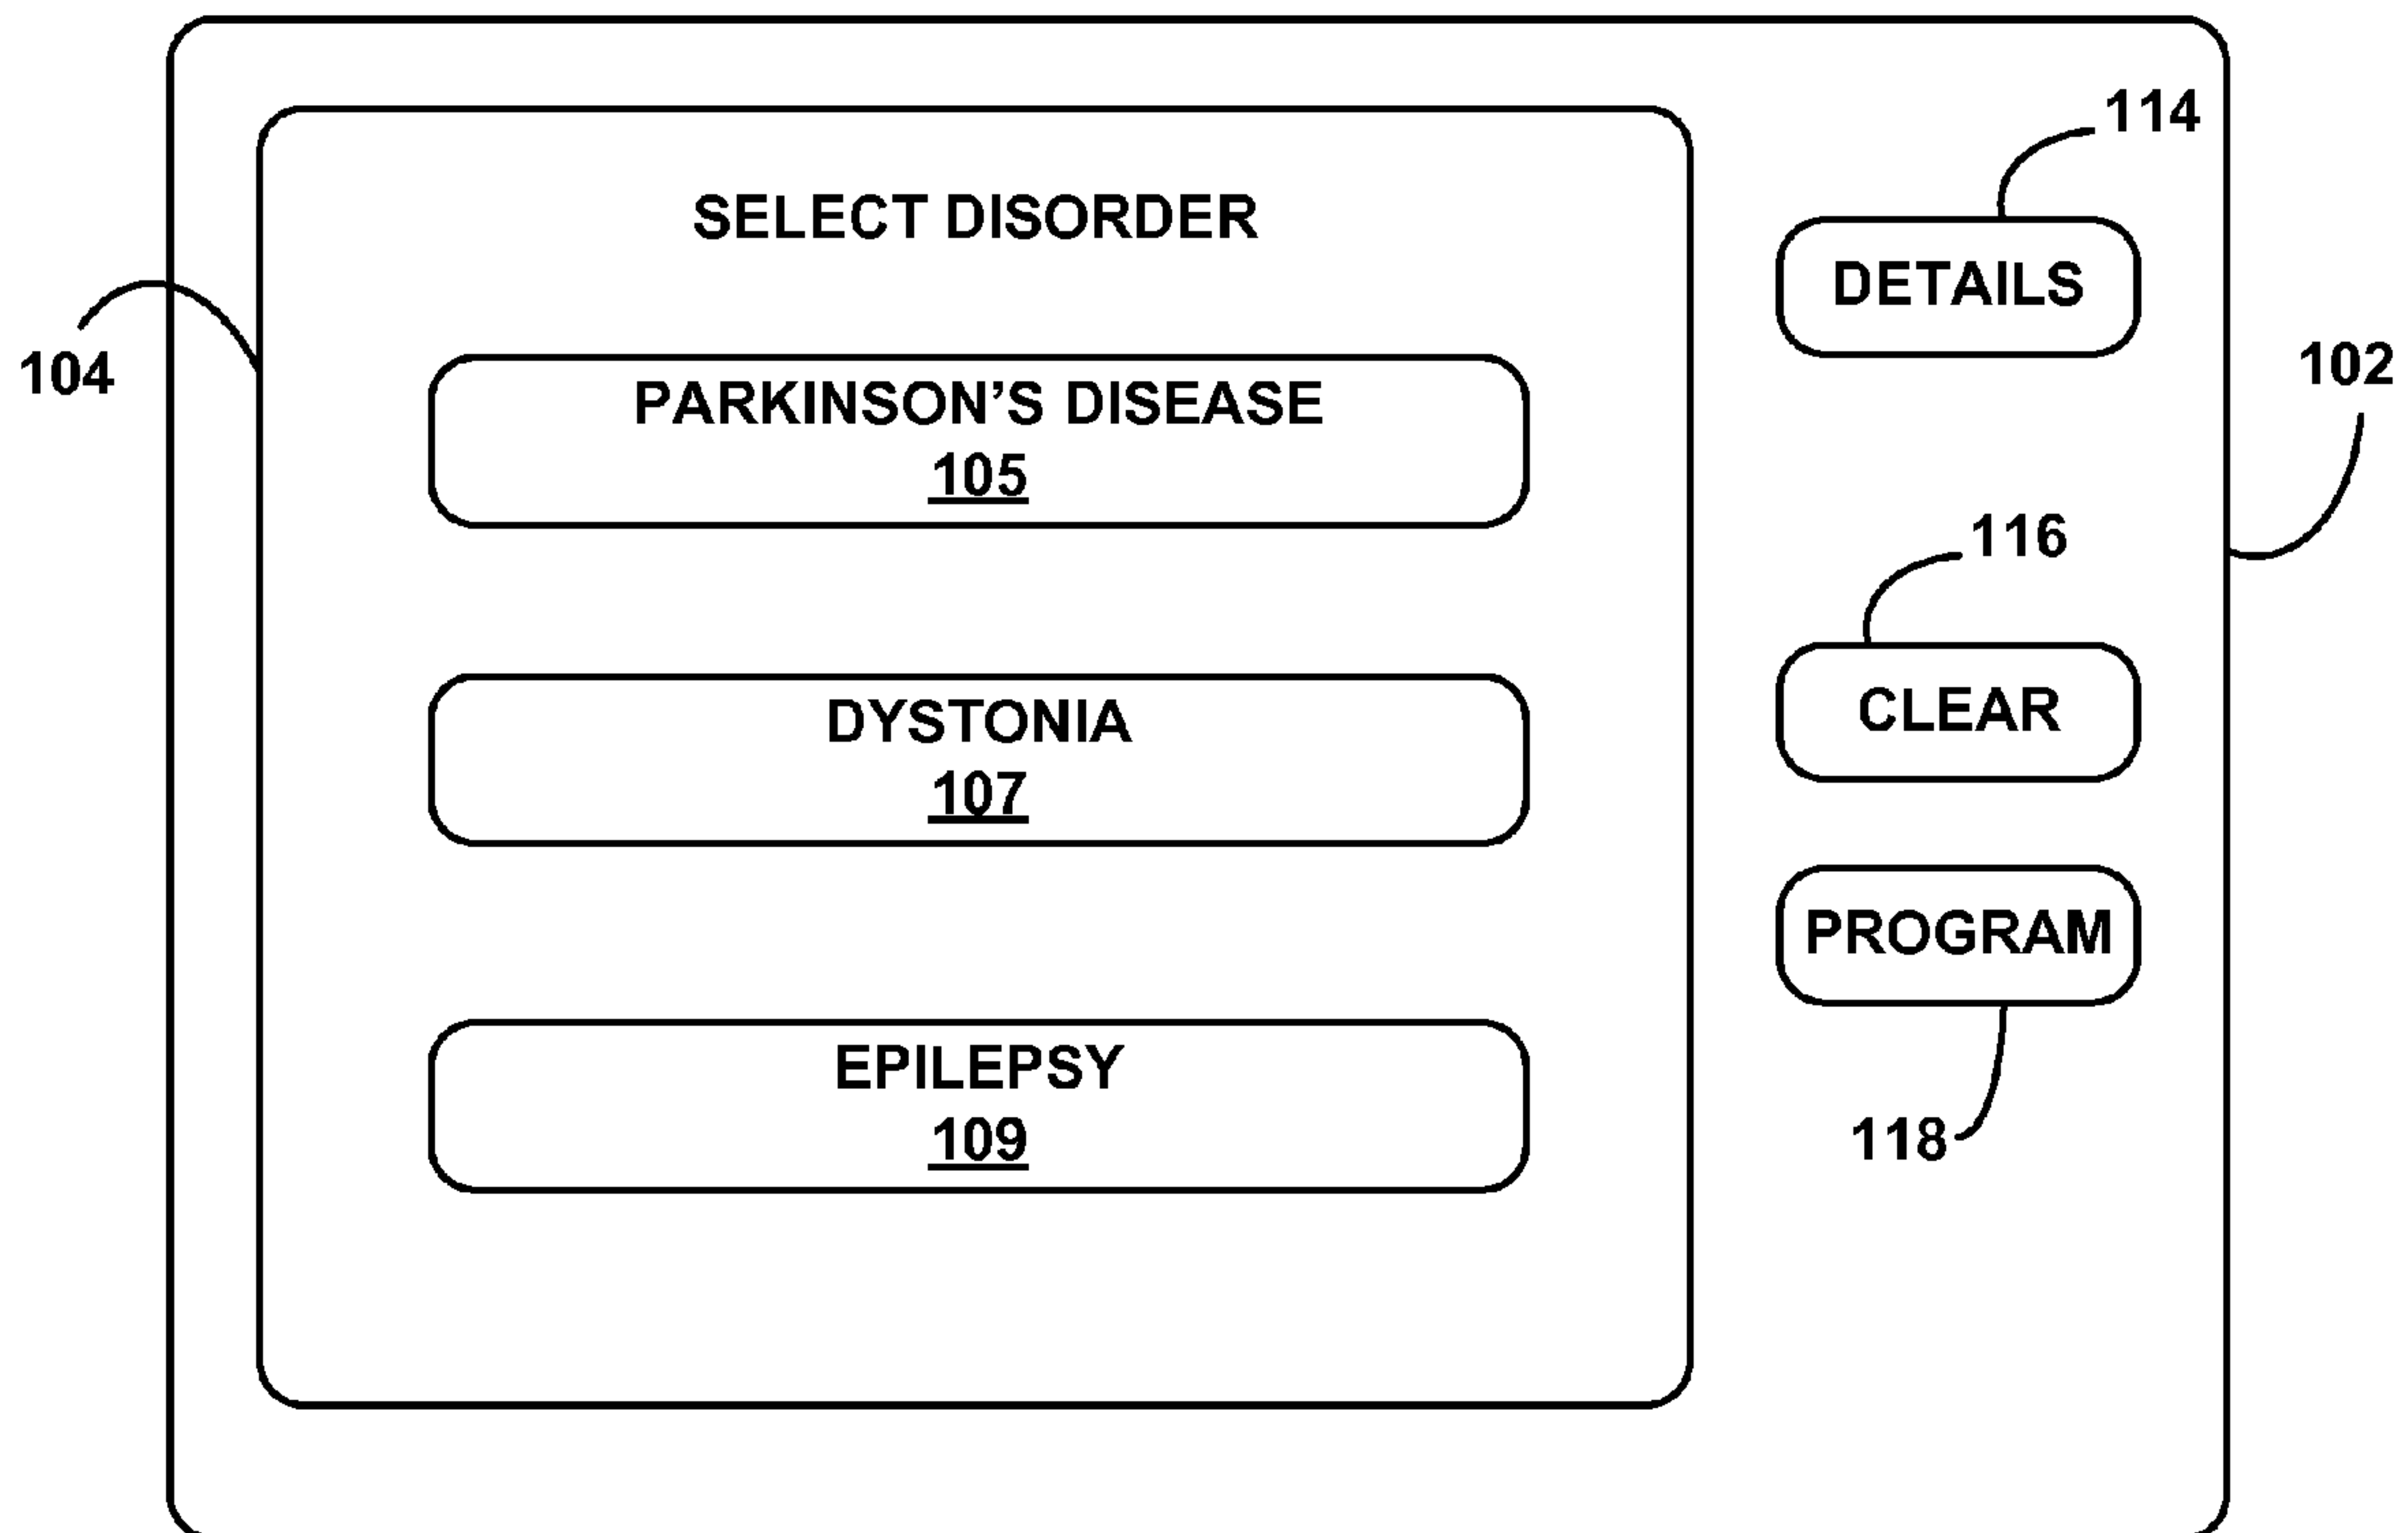 SELECT DISORDER
104
PARKINSON'S DISEASE
105
DYSTONIA
107
EPILEPSY
109
114
DETAILS
102
116
CLEAR
PROGRAM
118